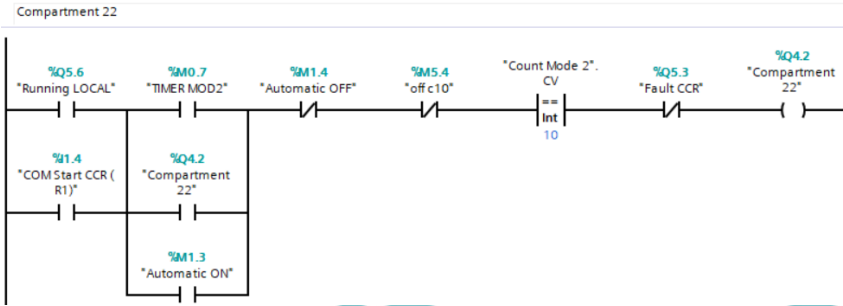 Compartment 22
%Q5.6
"Running LOCAL"
%M0.7
"TIMER MOD2"
%M1.4
"Automatic OFF"
%M5.4
"off c10"
"Count Mode 2".
CV
==
Int
10
%Q5.3
"Fault CCR"
%Q4.2
"Compartment
22"
%I1.4
"COM Start CCR (
R1)"
%Q4.2
"Compartment
22"
%M1.3
"Automatic ON"